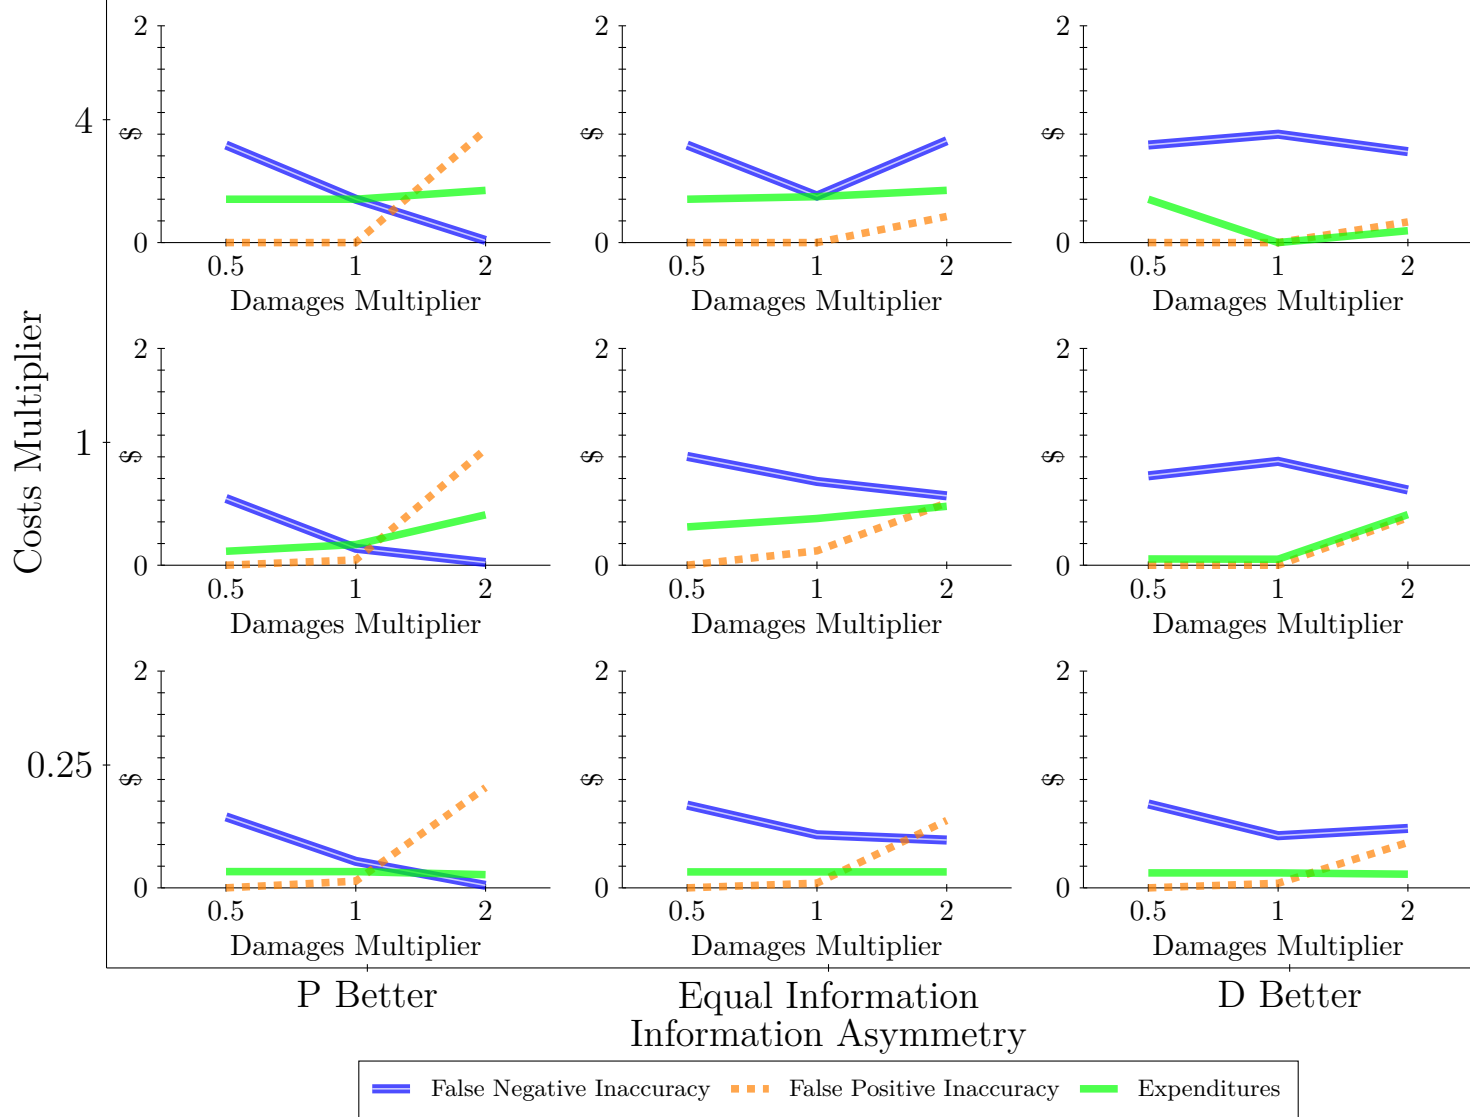 2
$
0
0.5 1 2
Damages Multiplier
2
$
0
0.5 1 2
Damages Multiplier
2
$
0
0.5 1 2
Damages Multiplier
4
2
$
0
0.5 1 2
Damages Multiplier
2
$
0
0.5 1 2
Damages Multiplier
2
$
0
0.5 1 2
Damages Multiplier
1
Costs Multiplier
2
$
0
0.5 1 2
Damages Multiplier
2
$
0
0.5 1 2
Damages Multiplier
2
$
0
0.5 1 2
Damages Multiplier
0.25
P Better Equal Information D Better
Information Asymmetry
False Negative Inaccuracy False Positive Inaccuracy Expenditures